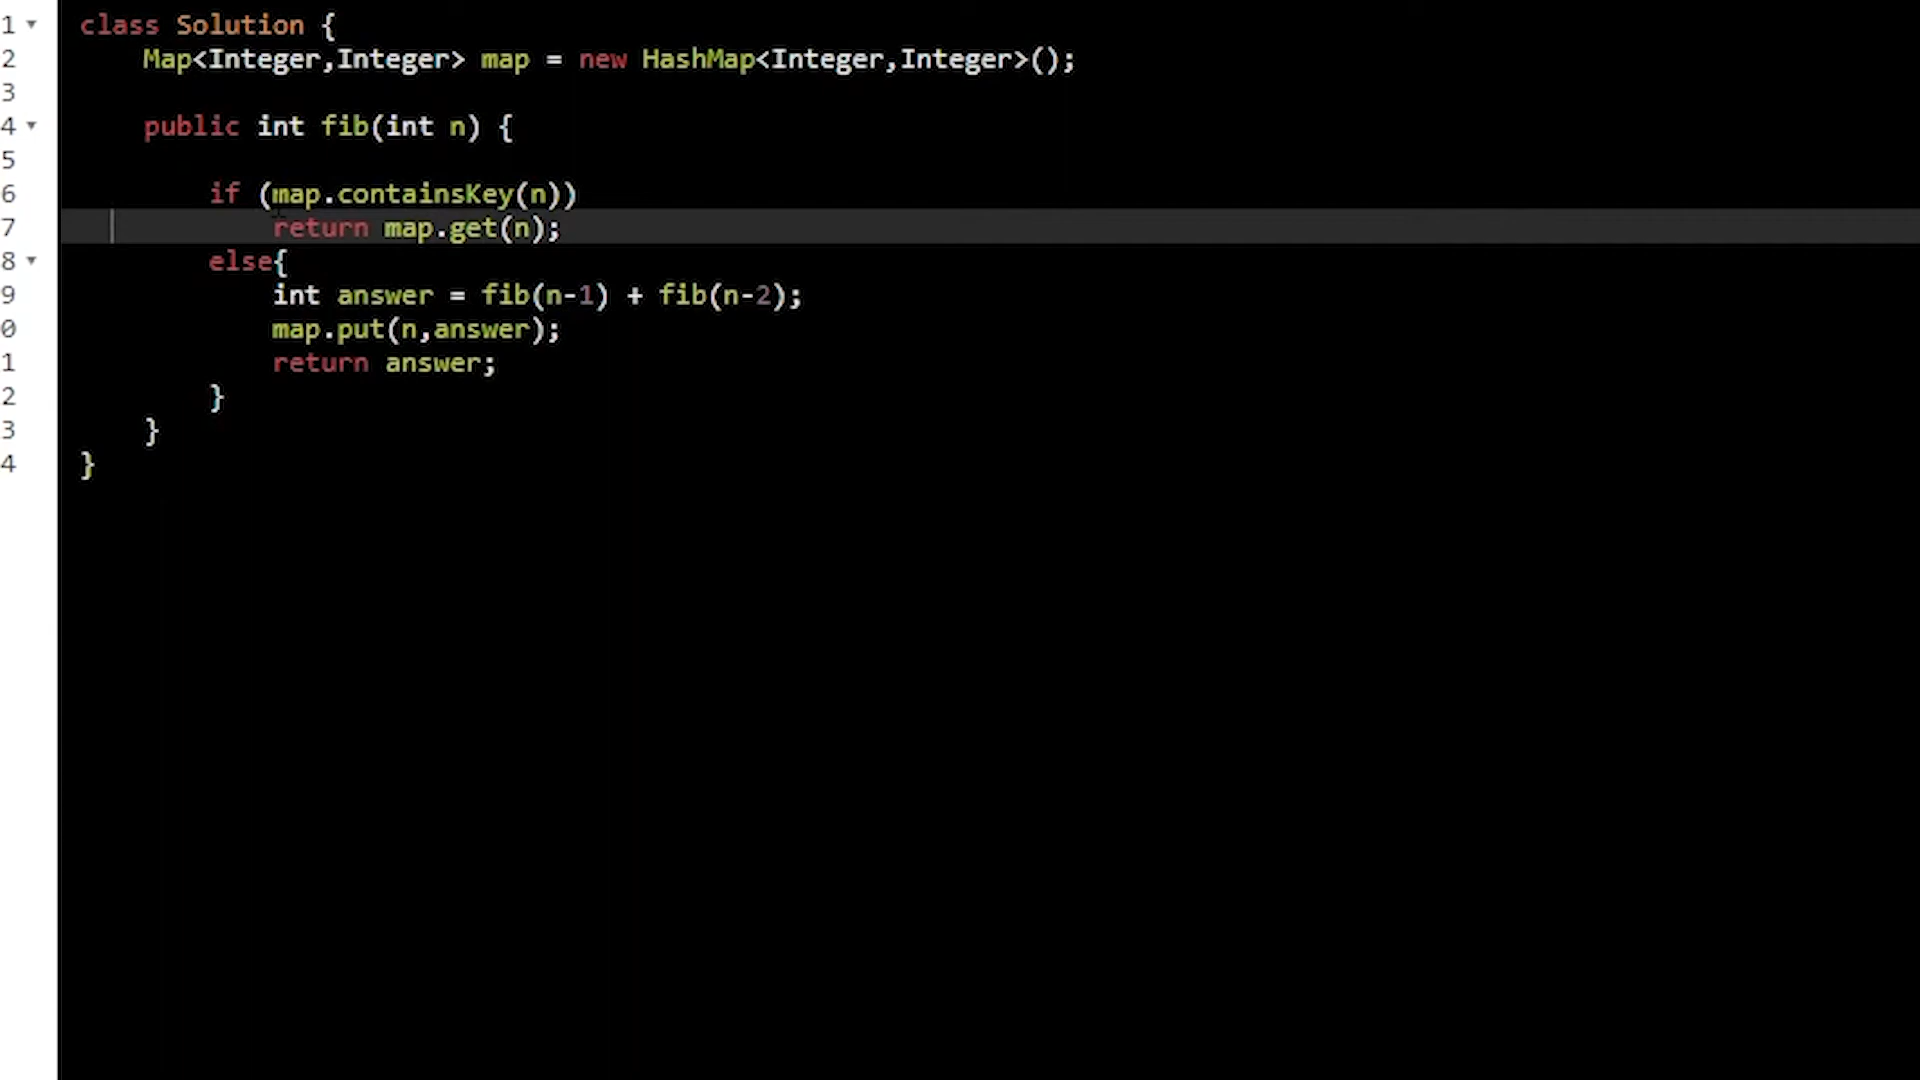 1 class Solution {
2     Map<Integer,Integer> map = new HashMap<Integer,Integer>();
3
4     public int fib(int n) {
5
6         if (map.containsKey(n))
7             return map.get(n);
8         else{
9             int answer = fib(n-1) + fib(n-2);
0             map.put(n,answer);
1             return answer;
2         }
3     }
4 }